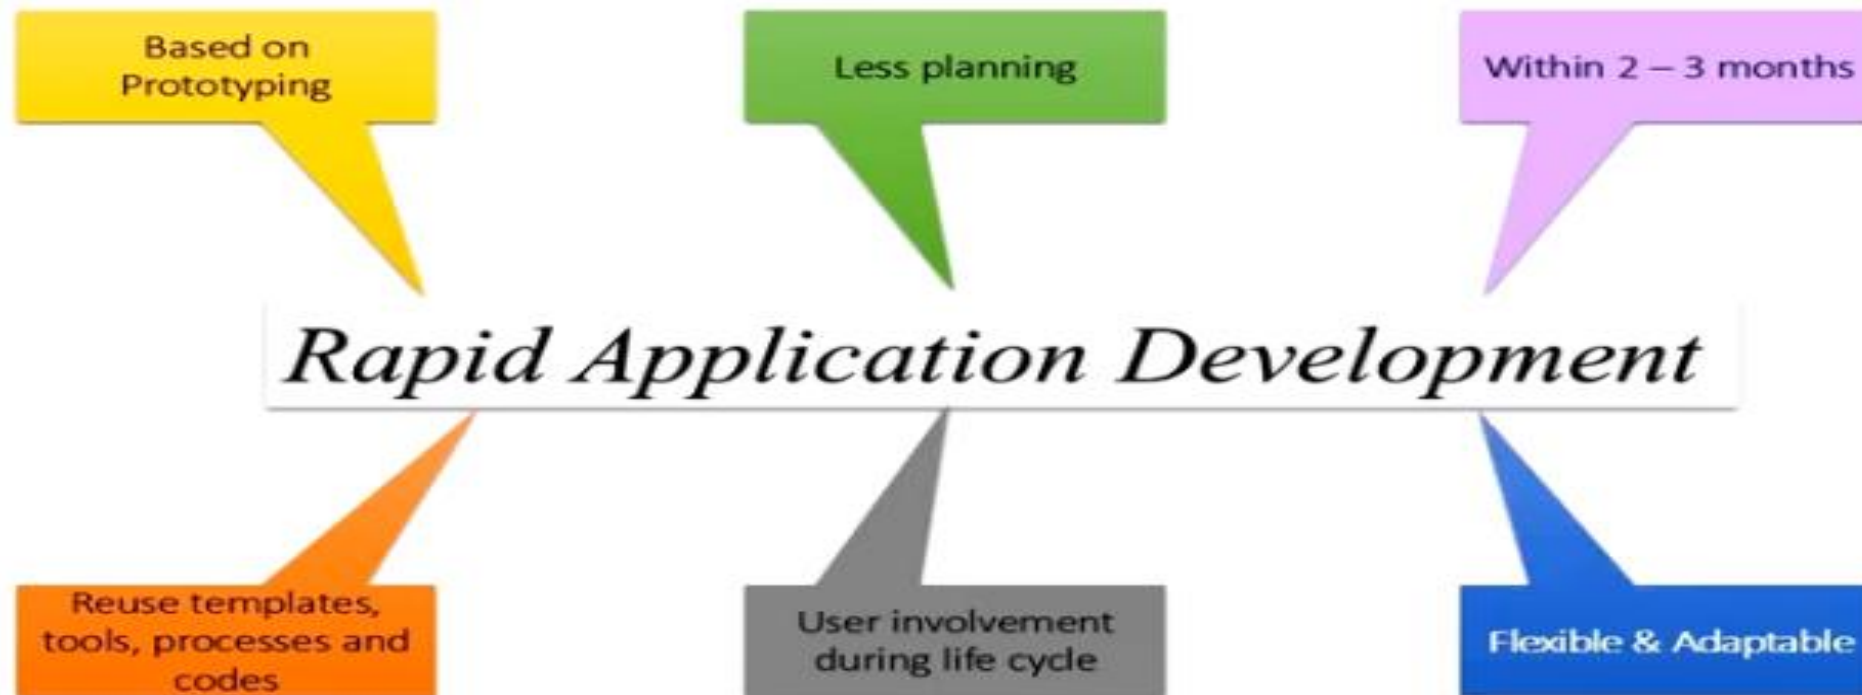 Based on
Prototyping
Less planning
Within 2 – 3 months
Rapid Application Development
Reuse templates,
tools, processes and
codes
User involvement
during life cycle
Flexible & Adaptable